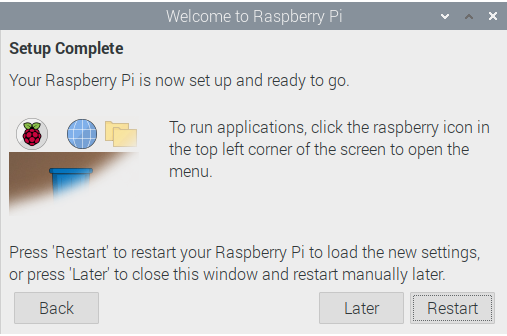 Welcome to Raspberry Pi
Setup Complete
Your Raspberry Pi is now set up and ready to go.
To run applications, click the raspberry icon in
the top left corner of the screen to open the
menu.
Press 'Restart' to restart your Raspberry Pi to load the new settings,
or press 'Later' to close this window and restart manually later.
Back
Later
Restart